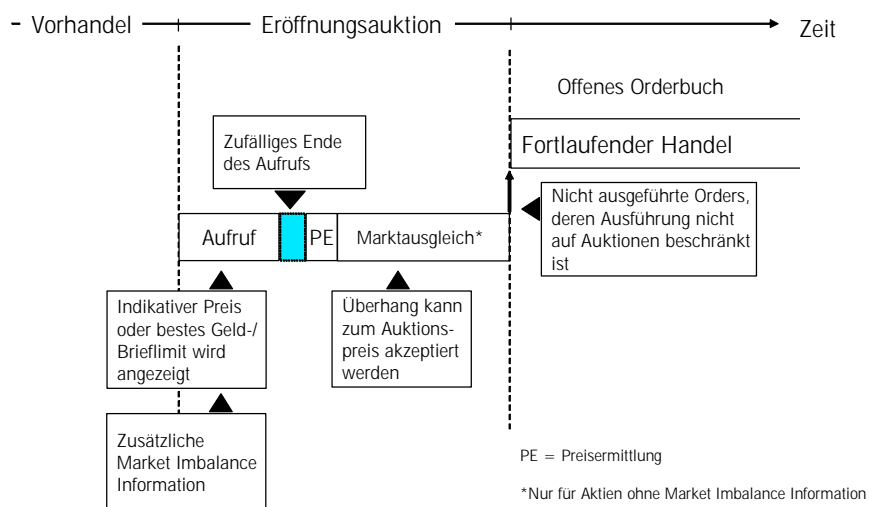 Vorhandel
Eröffnungsauktion
Zeit
Offenes Orderbuch
Fortlaufender Handel
Zufälliges Ende
des Aufrufs
Nicht ausgeführte Orders,
deren Ausführung nicht
auf Auktionen beschränkt
ist
Aufruf
PE
Marktausgleich*
Indikativer Preis
oder bestes Geld-/
Brieflimit wird
angezeigt
Überhang kann
zum Auktions-
preis akzeptiert
werden
Zusätzliche
Market Imbalance
Information
PE = Preisermittlung
*Nur für Aktien ohne Market Imbalance Information